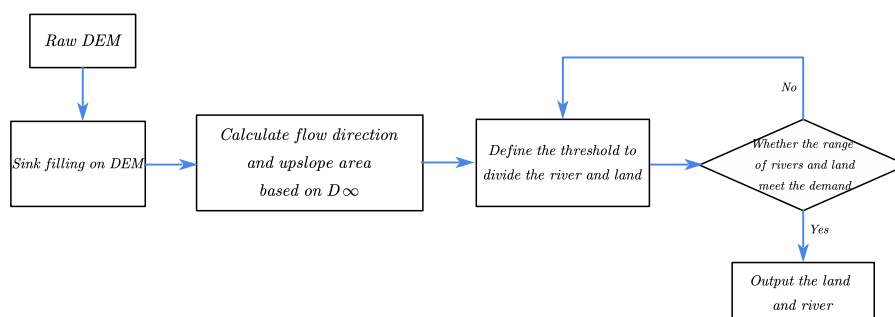 Raw DEM
Sink filling on DEM
Calculate flow direction
and upslope area
based on D∞
Define the threshold to
divide the river and land
No
Whether the range
of rivers and land
meet the demand
Yes
Output the land
and river